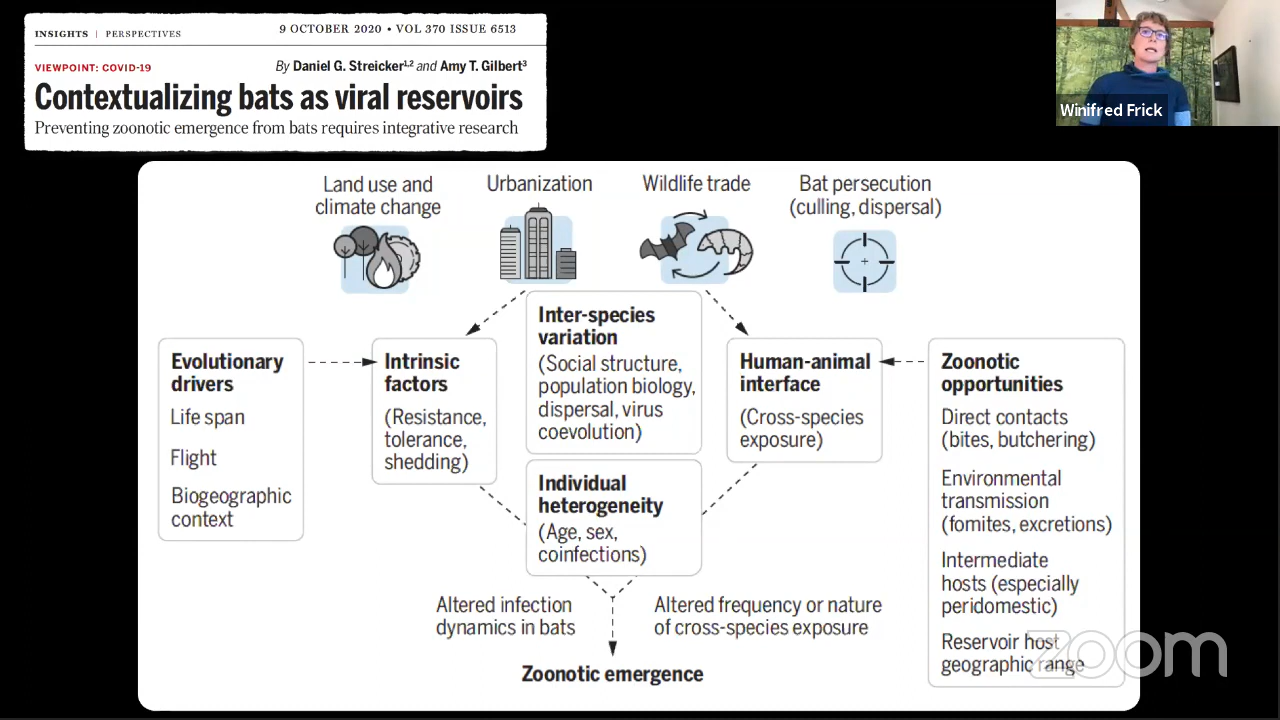 INSIGHTS | PERSPECTIVES
9 OCTOBER 2020 • VOL 370 ISSUE 6513
VIEWPOINT: COVID-19
By Daniel G. Streicker1,2 and Amy T. Gilbert3
Contextualizing bats as viral reservoirs
Preventing zoonotic emergence from bats requires integrative research
Winifred Frick
Land use and
climate change
Urbanization
Wildlife trade
Bat persecution
(culling, dispersal)
Evolutionary
drivers
Life span
Flight
Biogeographic
context
Intrinsic
factors
(Resistance,
tolerance,
shedding)
Inter-species
variation
(Social structure,
population biology,
dispersal, virus
coevolution)
Individual
heterogeneity
(Age, sex,
coinfections)
Human-animal
interface
(Cross-species
exposure)
Zoonotic
opportunities
Direct contacts
(bites, butchering)
Environmental
transmission
(fomites, excretions)
Intermediate
hosts (especially
peridomestic)
Reservoir host
geographic range
Altered infection
dynamics in bats
Altered frequency or nature
of cross-species exposure
Zoonotic emergence
zoom